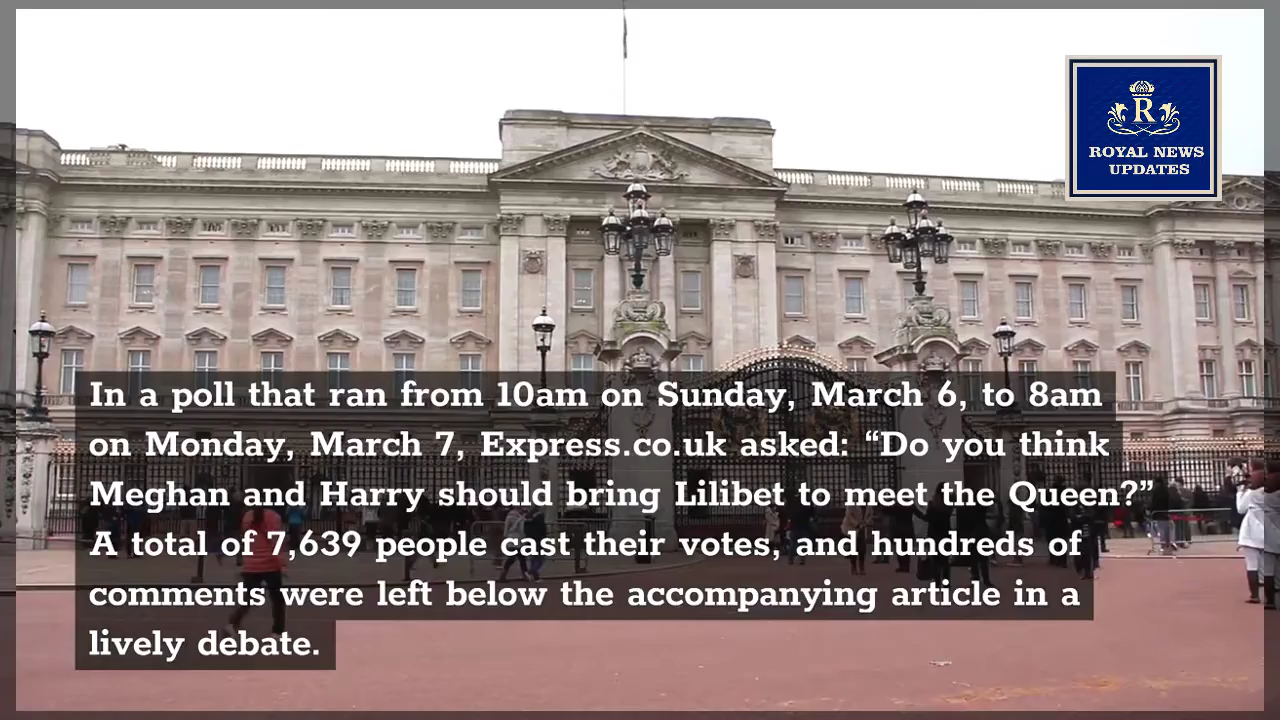 R
ROYAL NEWS
UPDATES
In a poll that ran from 10am on Sunday, March 6, to 8am
on Monday, March 7, Express.co.uk asked: “Do you think
Meghan and Harry should bring Lilibet to meet the Queen?”
A total of 7,639 people cast their votes, and hundreds of
comments were left below the accompanying article in a
lively debate.